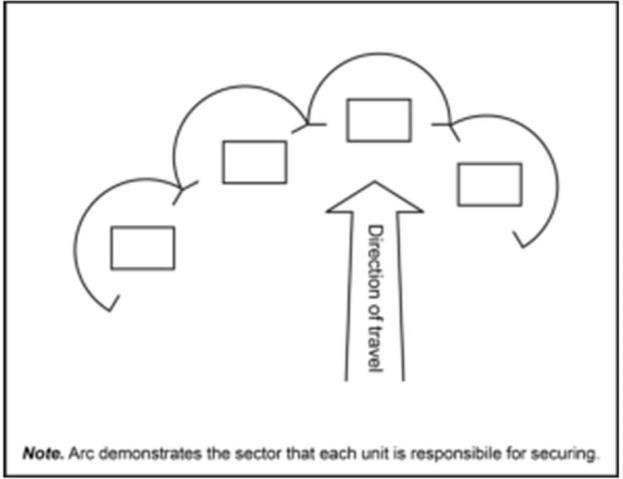 Direction of travel
Note. Arc demonstrates the sector that each unit is responsibile for securing.